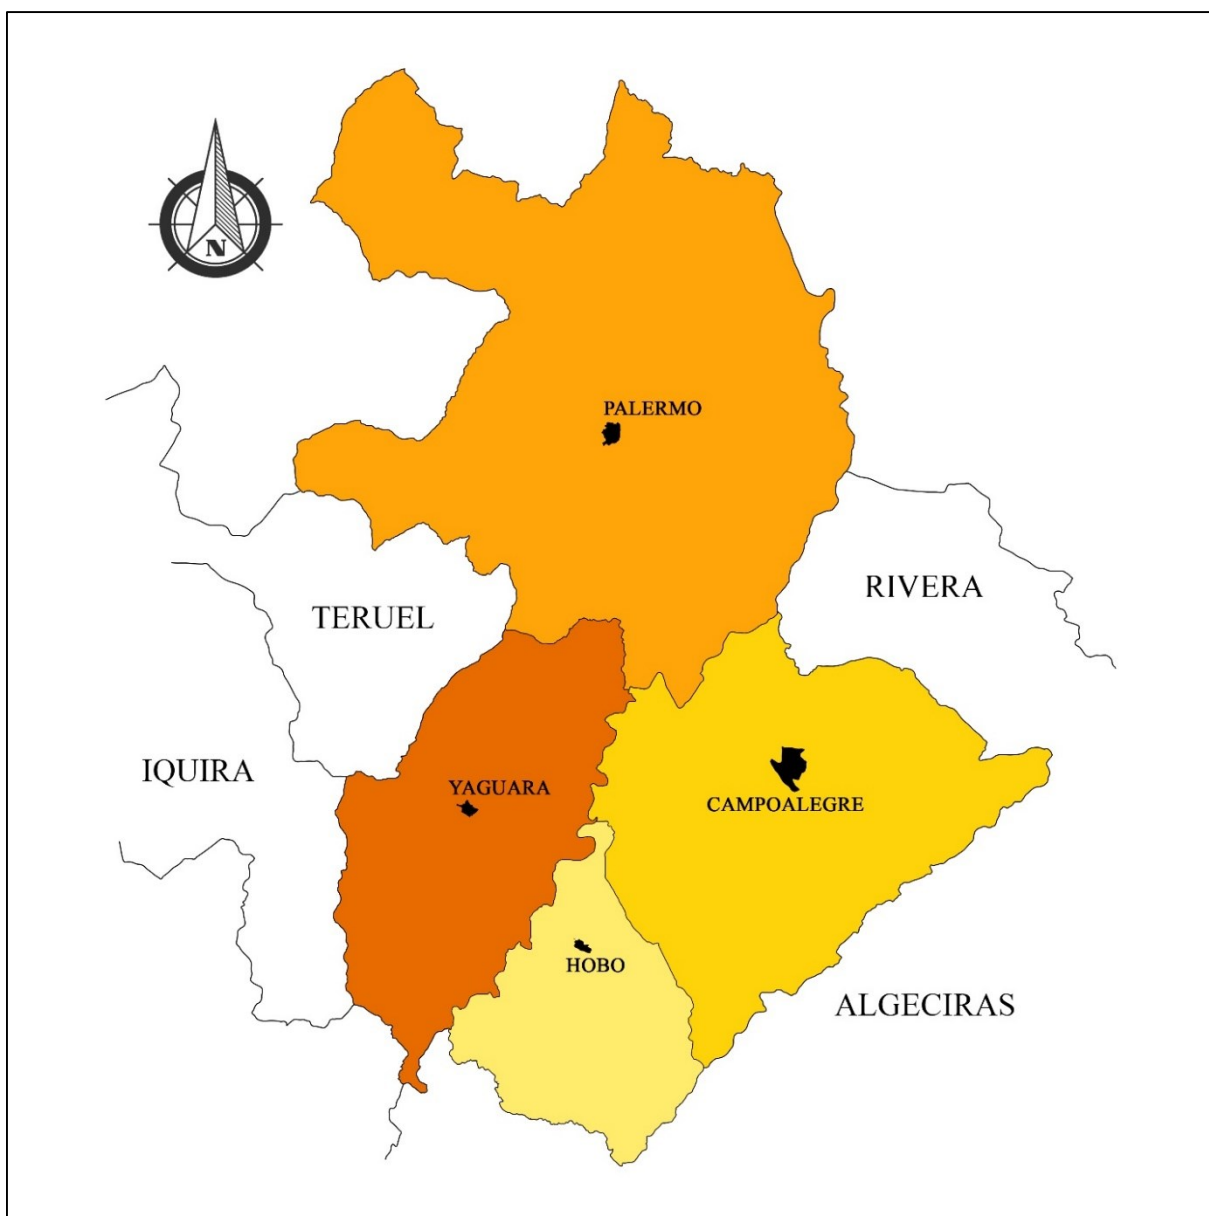 N
PALERMO
RIVERA
TERUEL
IQUIRA
YAGUARA
CAMPOALEGRE
HOBO
ALGECIRAS